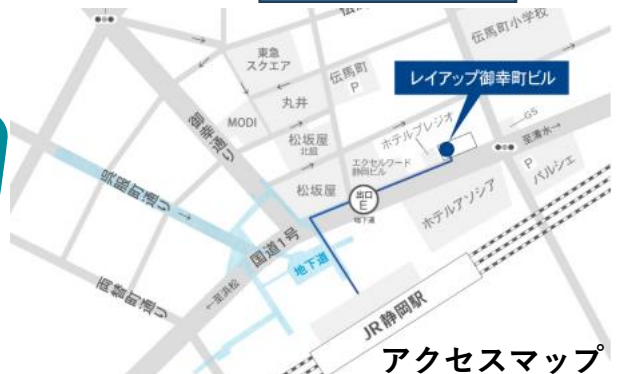 伝馬町小学校
東急
スクエア
伝馬町
P
レイアップ御幸町ビル
丸井
MODI
御幸通り
松坂屋
北館
ホテルプレジオ
GS
至清水→
エクセルワード
静岡ビル
P
パルシェ
松坂屋
出口
E
地下道
呉服町通り
ホテルアソシア
国道1号
地下道
両替町通り
←至浜松
JR静岡駅
アクセスマップ